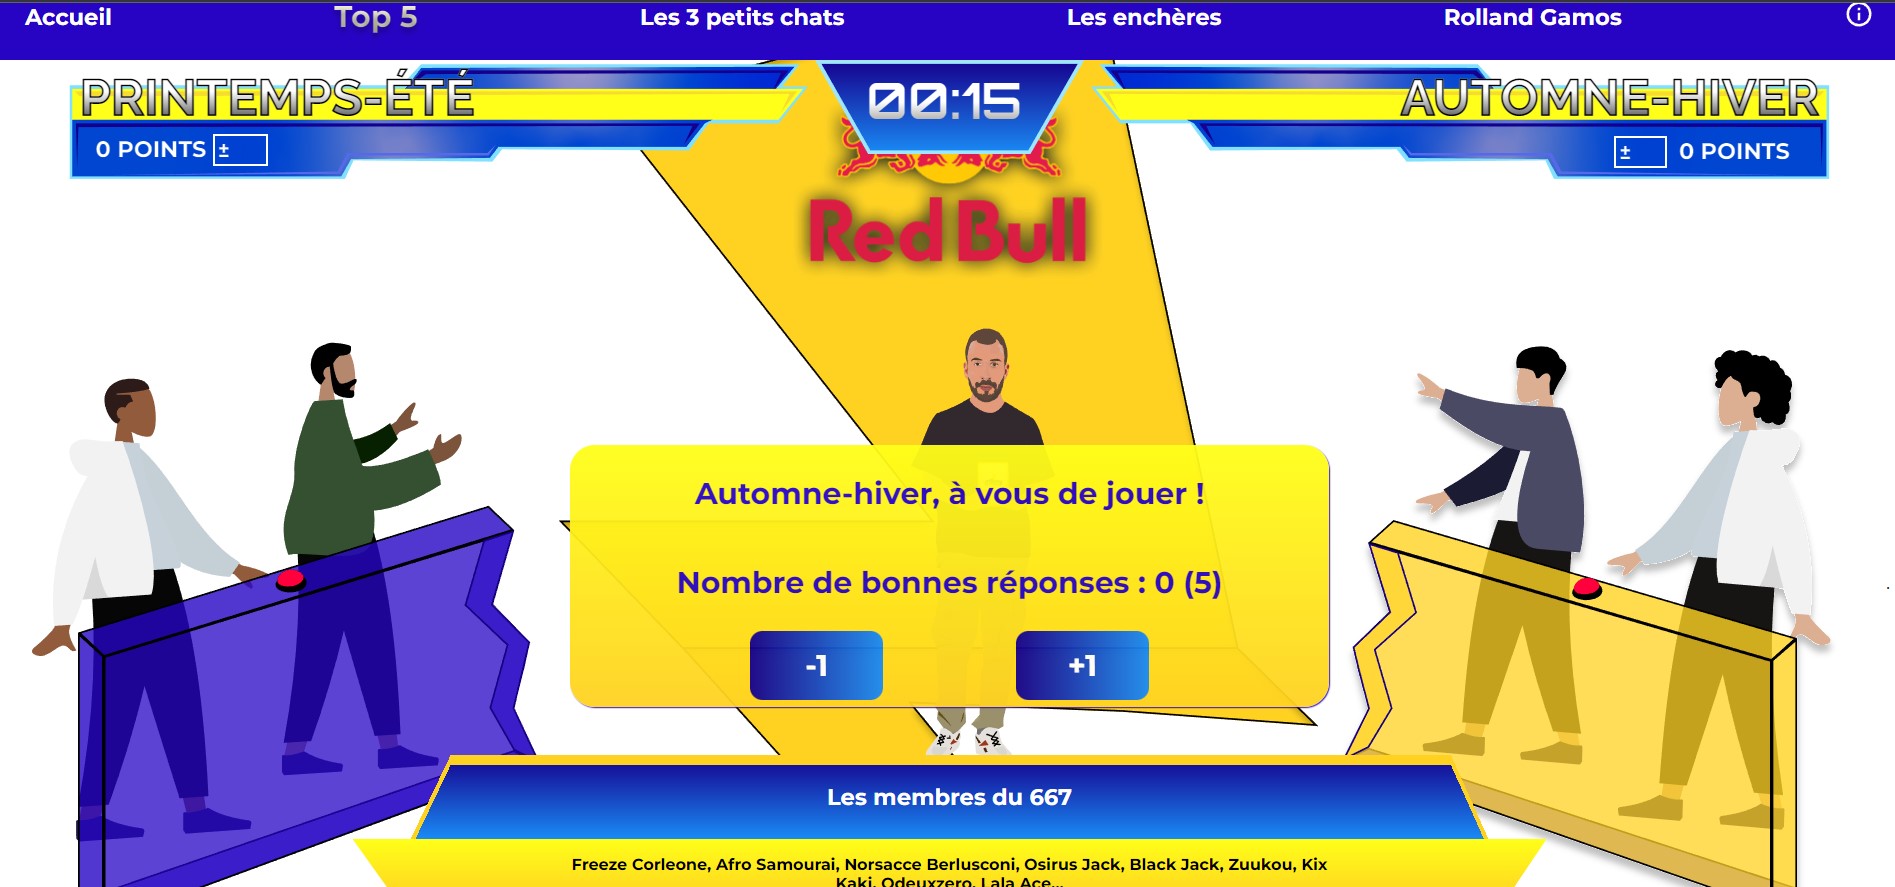 Accueil
Top 5
Les 3 petits chats
Les enchères
Rolland Gamos
PRINTEMPS-ÉTÉ
00:15
AUTOMNE-HIVER
0 POINTS ±
± 0 POINTS
Red Bull
Automne-hiver, à vous de jouer !
Nombre de bonnes réponses : 0 (5)
-1
+1
Les membres du 667
Freeze Corleone, Afro Samourai, Norsacce Berlusconi, Osirus Jack, Black Jack, Zuukou, Kix
Kaki, Odeuxzero, Lala Ace...